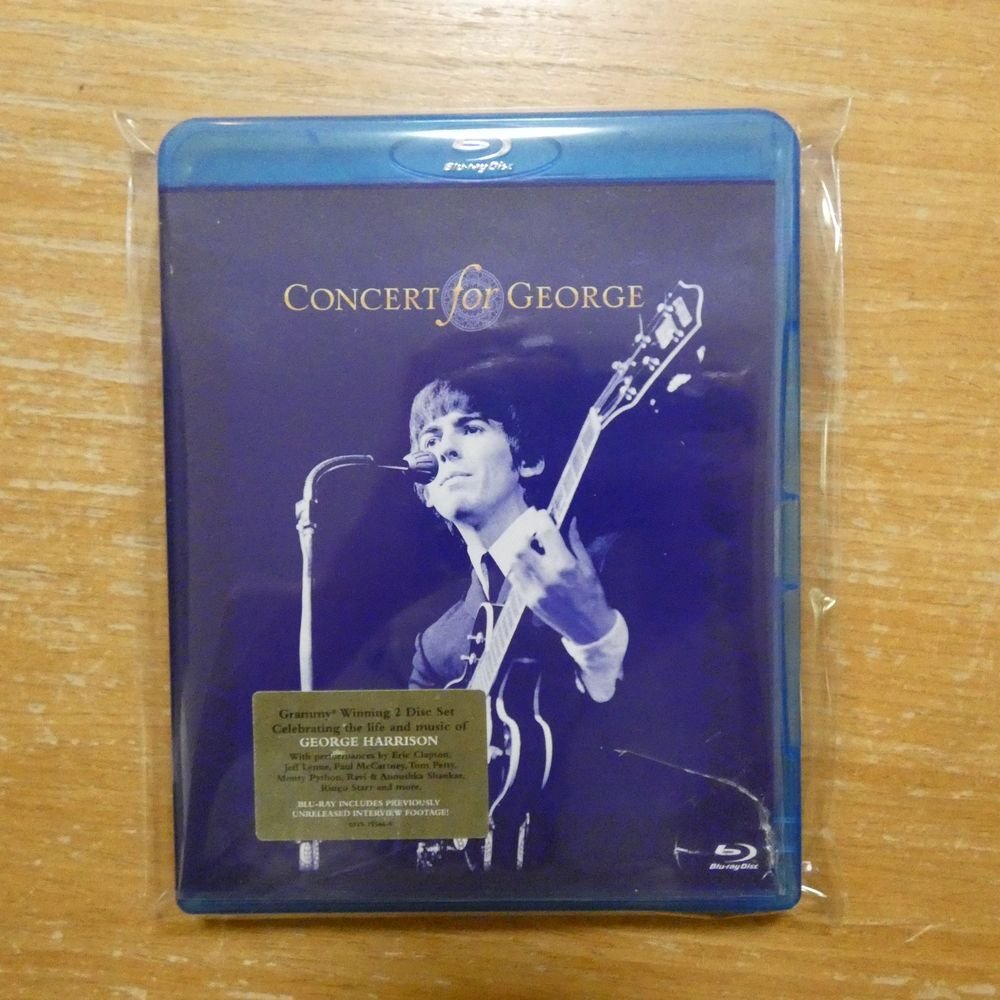 Blu-ray Disc
CONCERT for GEORGE
Grammy® Winning 2 Disc Set
Celebrating the life and music of
GEORGE HARRISON
With performances by Eric Clapton,
Jeff Lynne, Paul McCartney, Tom Petty,
Monty Python, Ravi & Anoushka Shankar,
Ringo Starr and more.
BLU-RAY INCLUDES PREVIOUSLY
UNRELEASED INTERVIEW FOOTAGE!
Blu-ray Disc